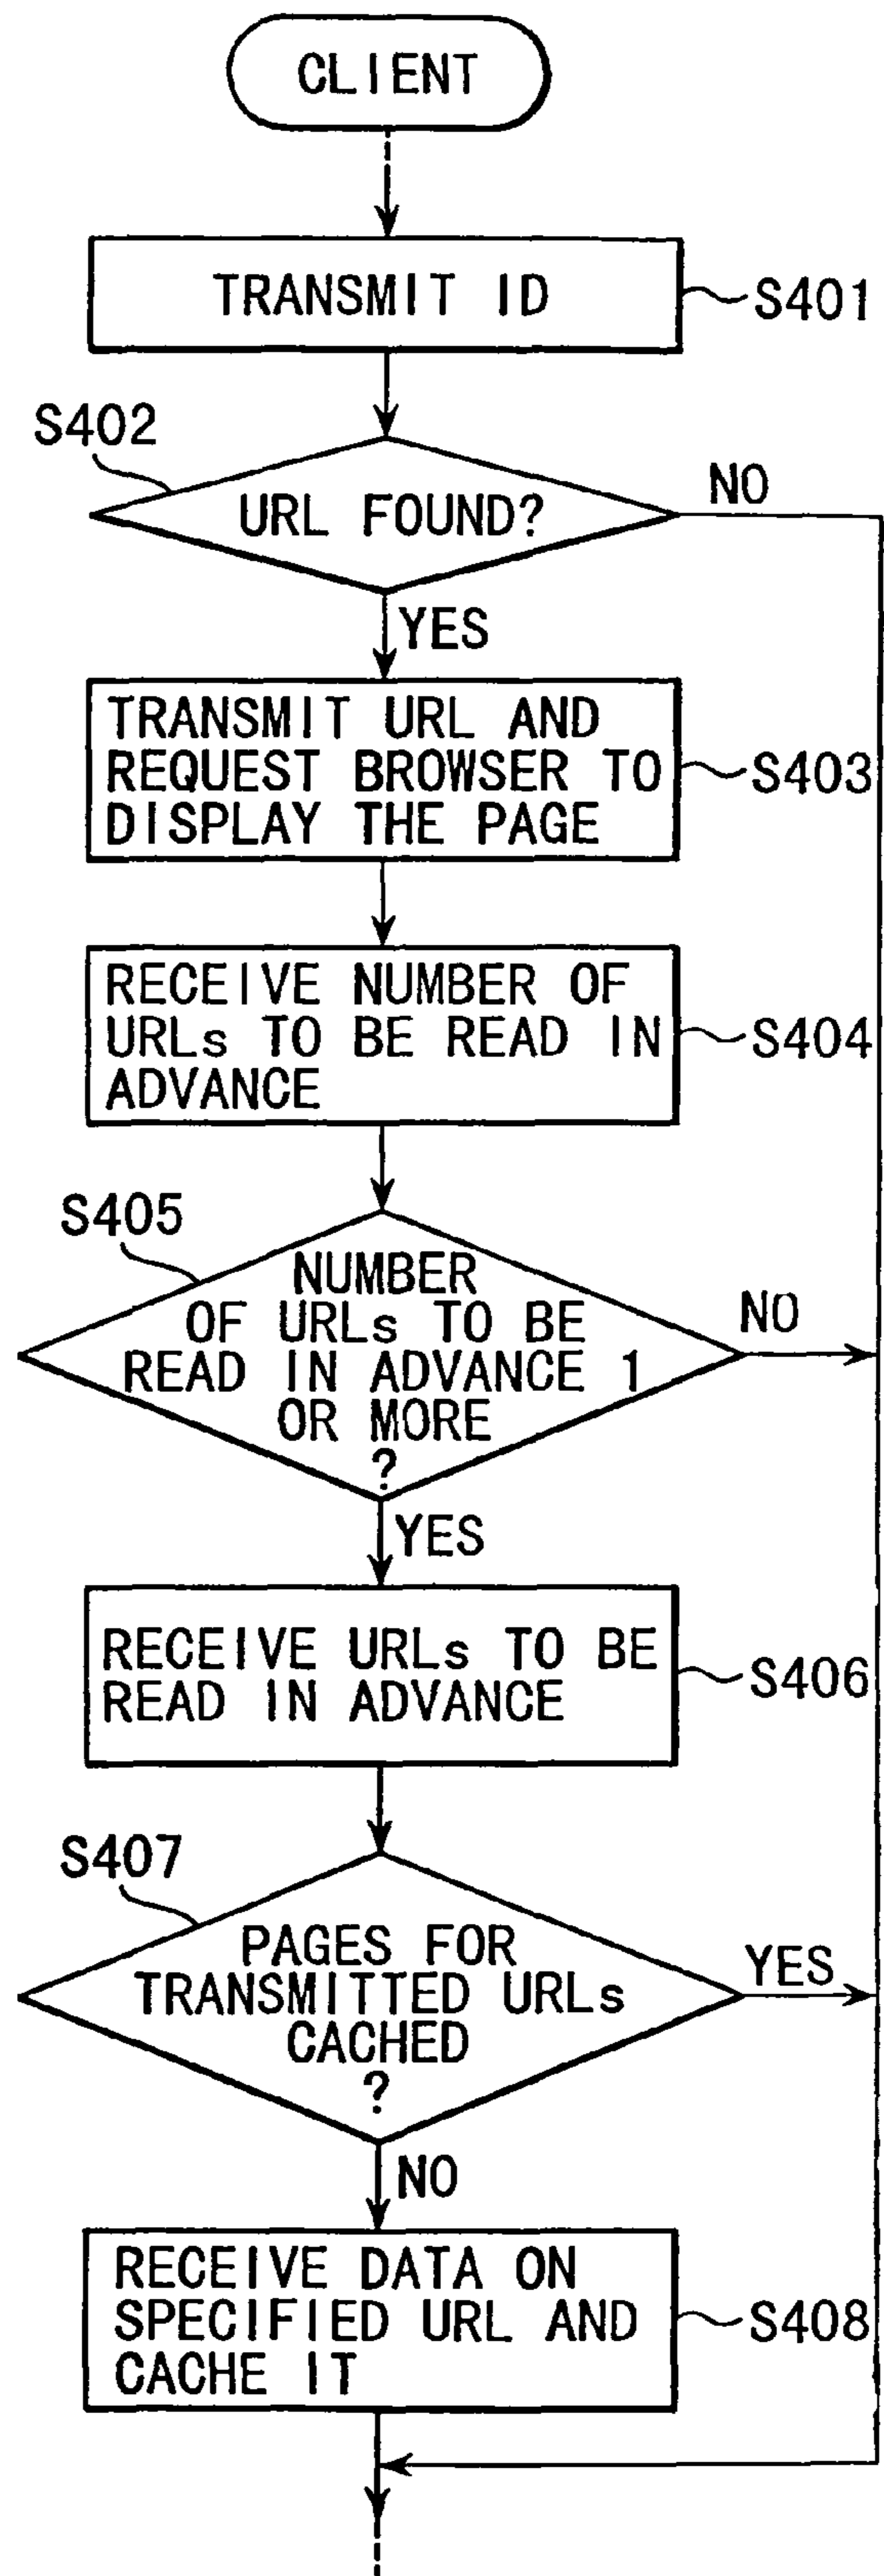 CLIENT
TRANSMIT ID
S401
S402
URL FOUND?
NO
YES
TRANSMIT URL AND
REQUEST BROWSER TO
DISPLAY THE PAGE
S403
RECEIVE NUMBER OF
URLs TO BE READ IN
ADVANCE
S404
S405
NUMBER
OF URLs TO BE
READ IN ADVANCE 1
OR MORE
?
NO
YES
RECEIVE URLs TO BE
READ IN ADVANCE
S406
S407
PAGES FOR
TRANSMITTED URLs
CACHED
?
YES
NO
RECEIVE DATA ON
SPECIFIED URL AND
CACHE IT
S408